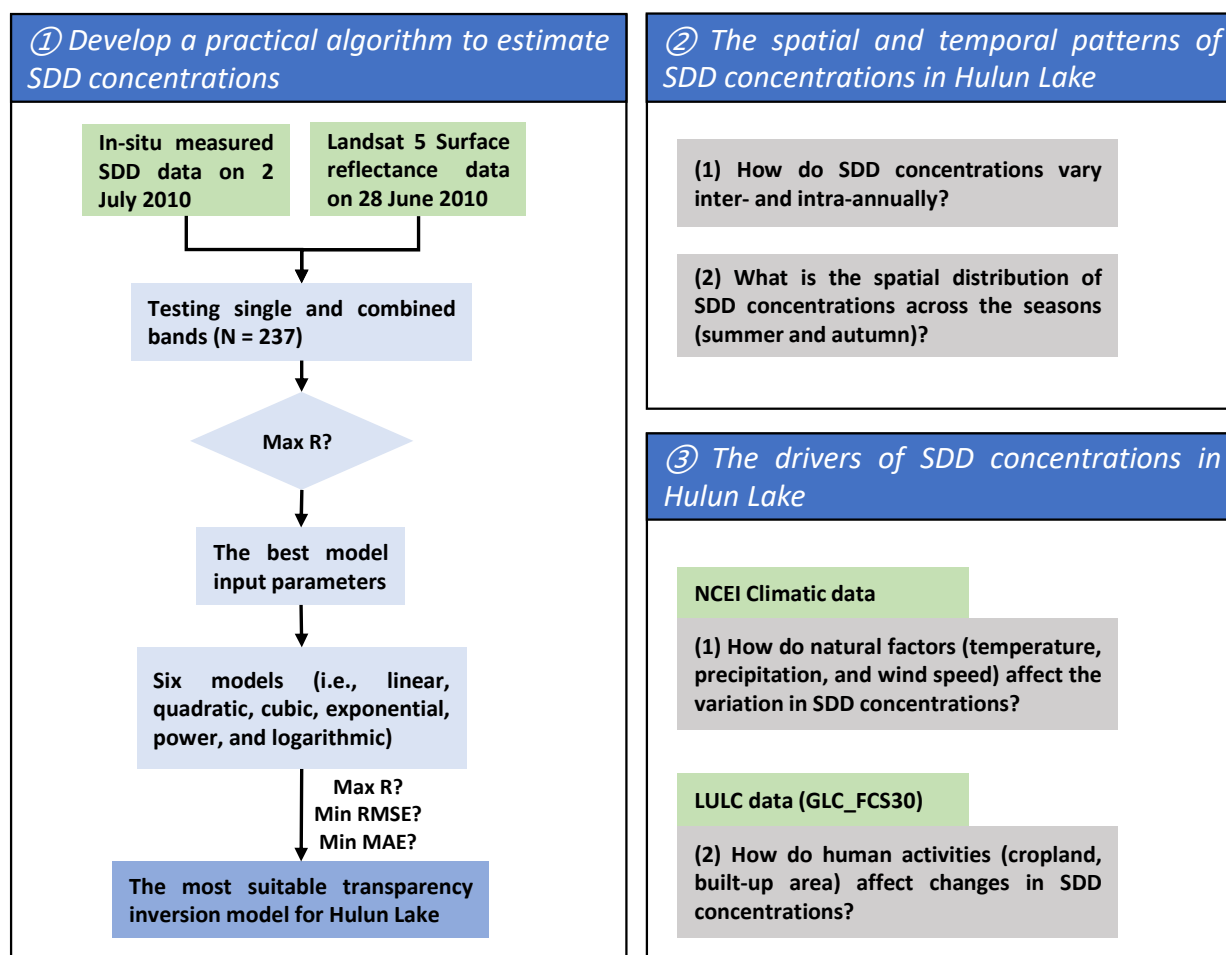 ① Develop a practical algorithm to estimate
SDD concentrations
In-situ measured
SDD data on 2
July 2010
Landsat 5 Surface
reflectance data
on 28 June 2010
Testing single and combined
bands (N = 237)
Max R?
The best model
input parameters
Six models (i.e., linear,
quadratic, cubic, exponential,
power, and logarithmic)
Max R?
Min RMSE?
Min MAE?
The most suitable transparency
inversion model for Hulun Lake
② The spatial and temporal patterns of
SDD concentrations in Hulun Lake
(1) How do SDD concentrations vary
inter- and intra-annually?
(2) What is the spatial distribution of
SDD concentrations across the seasons
(summer and autumn)?
③ The drivers of SDD concentrations in
Hulun Lake
NCEI Climatic data
(1) How do natural factors (temperature,
precipitation, and wind speed) affect the
variation in SDD concentrations?
LULC data (GLC_FCS30)
(2) How do human activities (cropland,
built-up area) affect changes in SDD
concentrations?